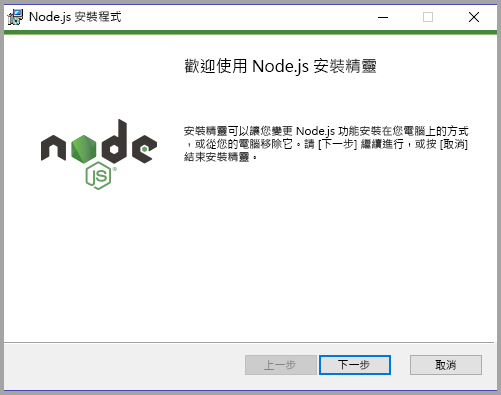 Node.js 安裝程式
歡迎使用 Node.js 安裝精靈
node
JS®
安裝精靈可以讓您變更 Node.js 功能安裝在您電腦上的方式
，或從您的電腦移除它。請 [下一步] 繼續進行，或按 [取消]
結束安裝精靈。
上一步
下一步
取消